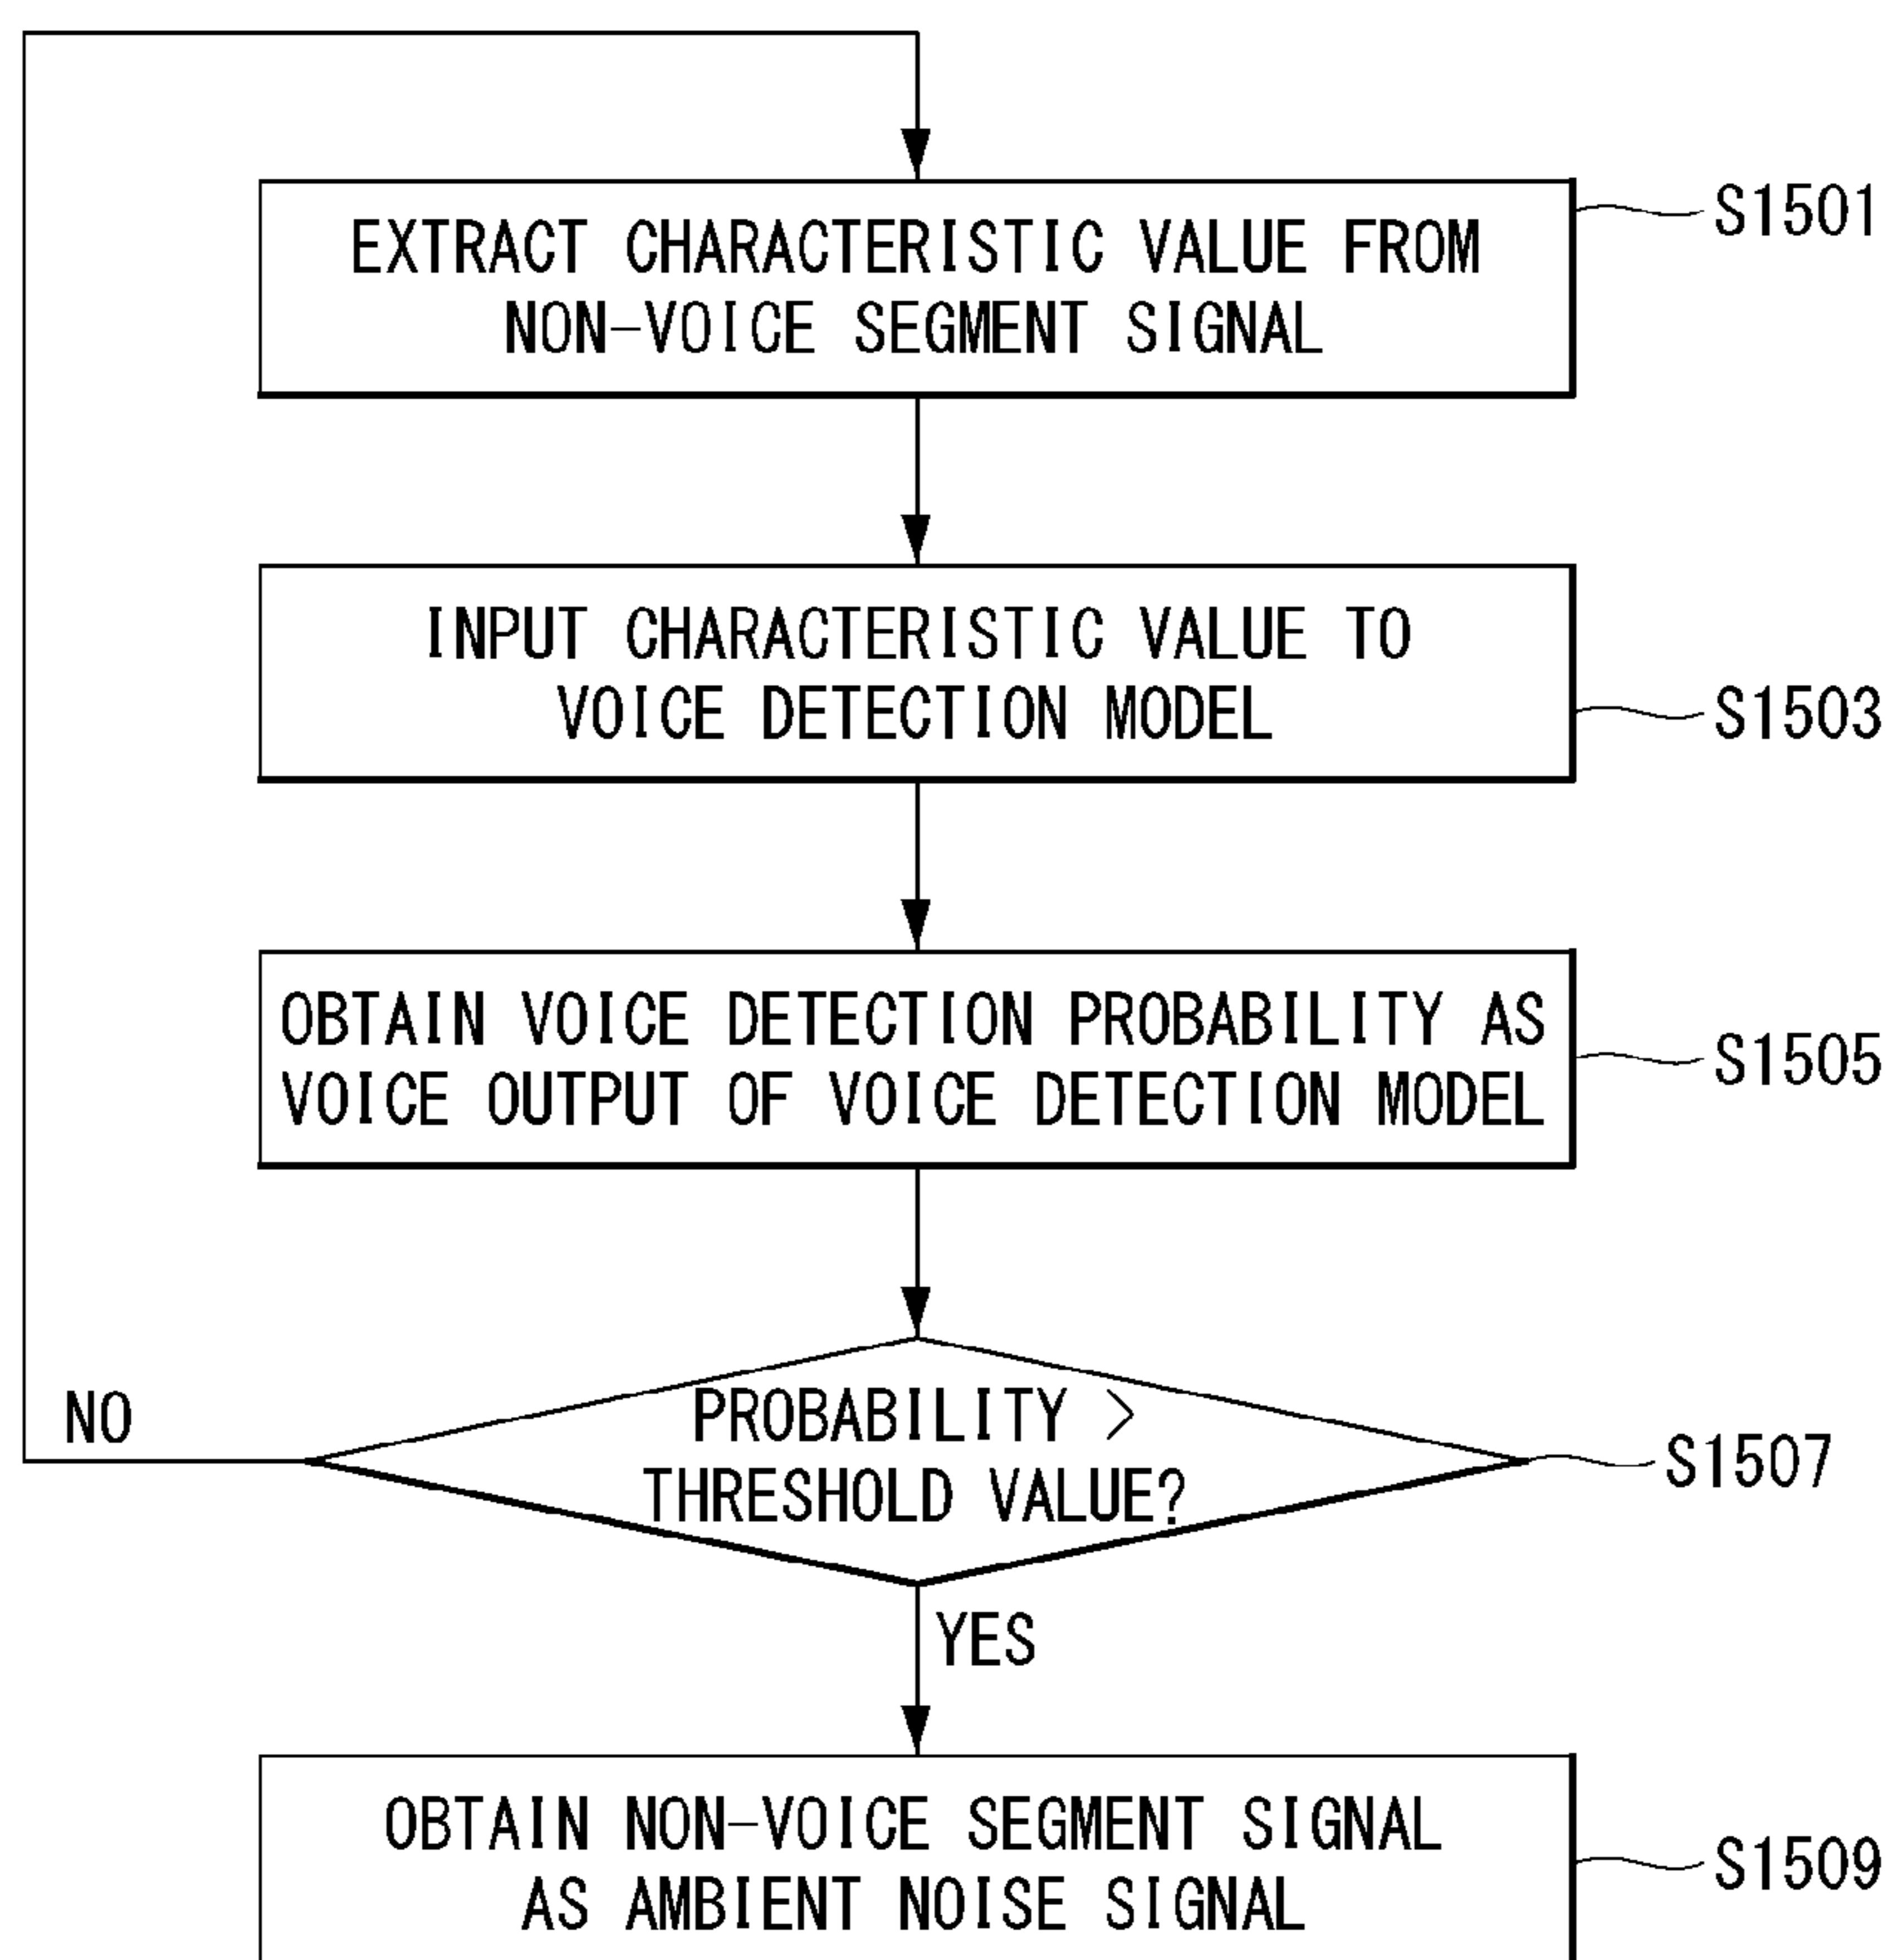 EXTRACT CHARACTERISTIC VALUE FROM
NON-VOICE SEGMENT SIGNAL
S1501
INPUT CHARACTERISTIC VALUE TO
VOICE DETECTION MODEL
S1503
OBTAIN VOICE DETECTION PROBABILITY AS
VOICE OUTPUT OF VOICE DETECTION MODEL
S1505
NO
PROBABILITY >
THRESHOLD VALUE?
S1507
YES
OBTAIN NON-VOICE SEGMENT SIGNAL
AS AMBIENT NOISE SIGNAL
S1509